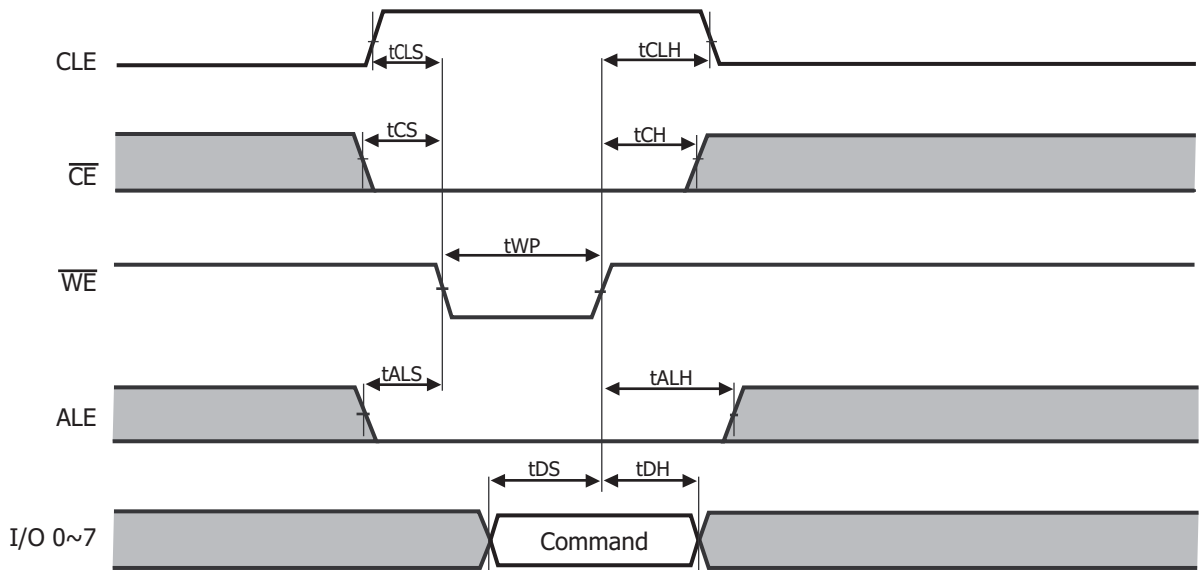 CLE
tCLS
tCLH
CE
tCS
tCH
WE
tWP
ALE
tALS
tALH
I/O 0~7
tDS
tDH
Command